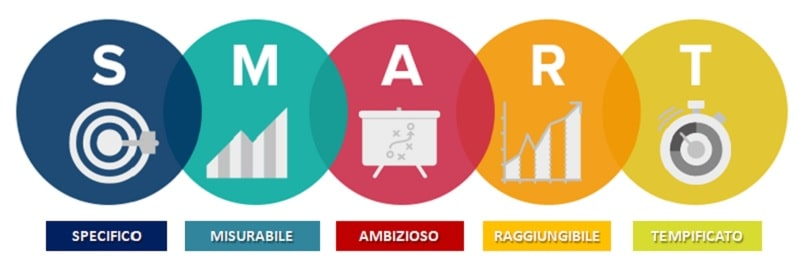 S M A R T
SPECIFICO MISURABILE AMBIZIOSO RAGGIUNGIBILE TEMPIFICATO